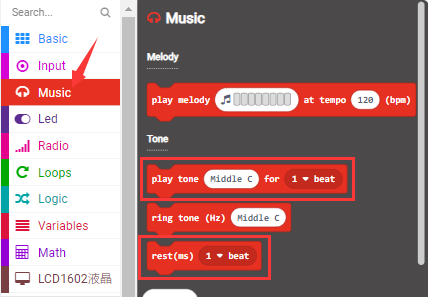 Search...
Basic
Input
Music
Led
Radio
Loops
Logic
Variables
Math
LCD1602液晶
Music
Melody
play melody at tempo 120 (bpm)
Tone
play tone Middle C for 1 beat
ring tone (Hz) Middle C
rest(ms) 1 beat